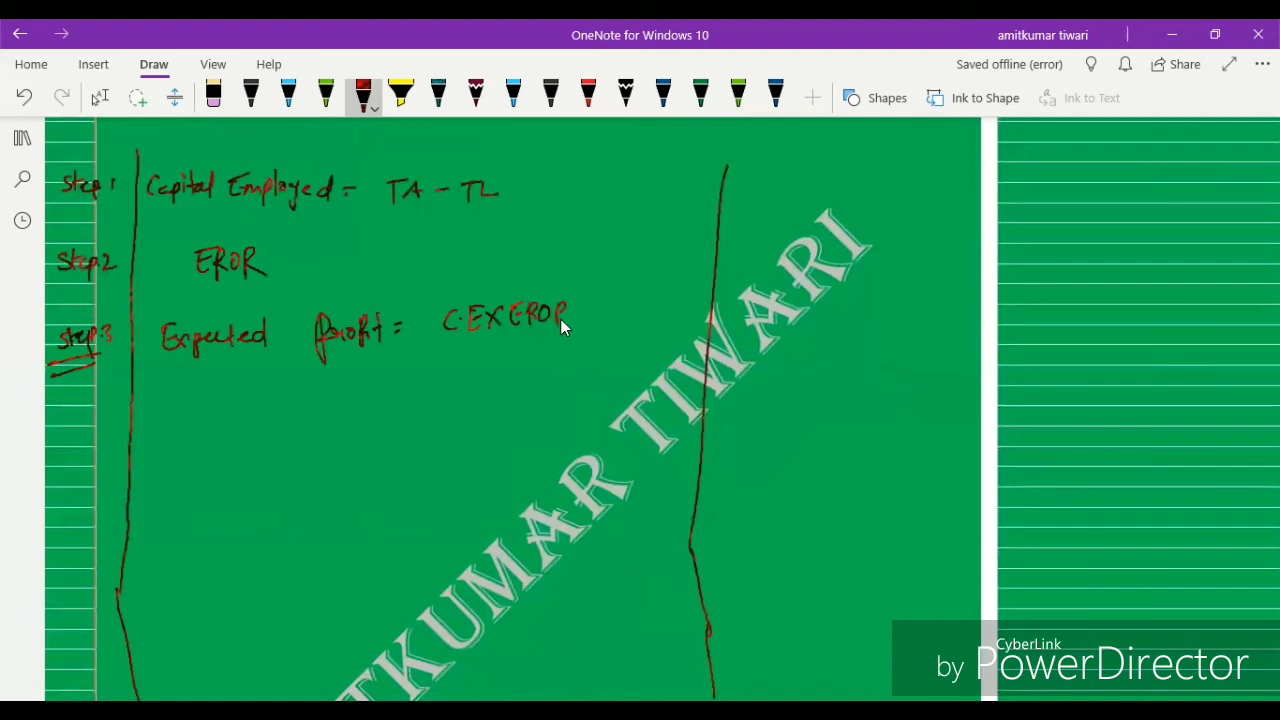 OneNote for Windows 10
amitkumar tiwari
Home Insert Draw View Help
Saved offline (error)
Share
Shapes
Ink to Shape
Ink to Text
Step 1 Capital Employed = TA - TL
Step 2 EROR
Step 3 Expected Profit = C.E X EROR
TKUMAR TIWARI
CyberLink
by PowerDirector